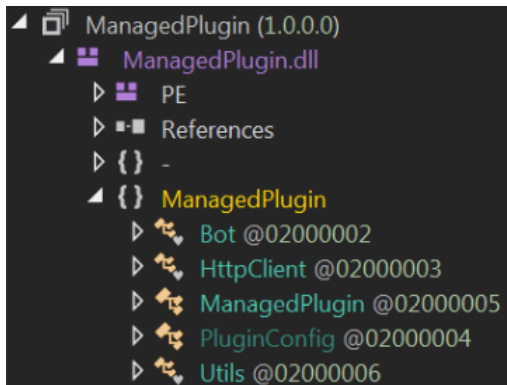 ManagedPlugin (1.0.0.0)
ManagedPlugin.dll
PE
References
{ } -
{ } ManagedPlugin
Bot @02000002
HttpClient @02000003
ManagedPlugin @02000005
PluginConfig @02000004
Utils @02000006